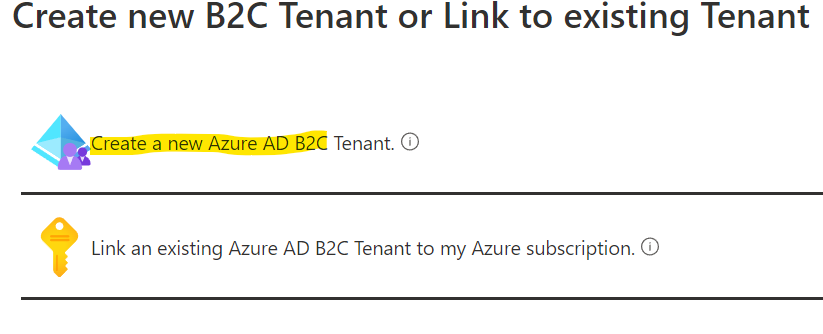 Create new B2C Tenant or Link to existing Tenant
Create a new Azure AD B2C Tenant.
Link an existing Azure AD B2C Tenant to my Azure subscription.